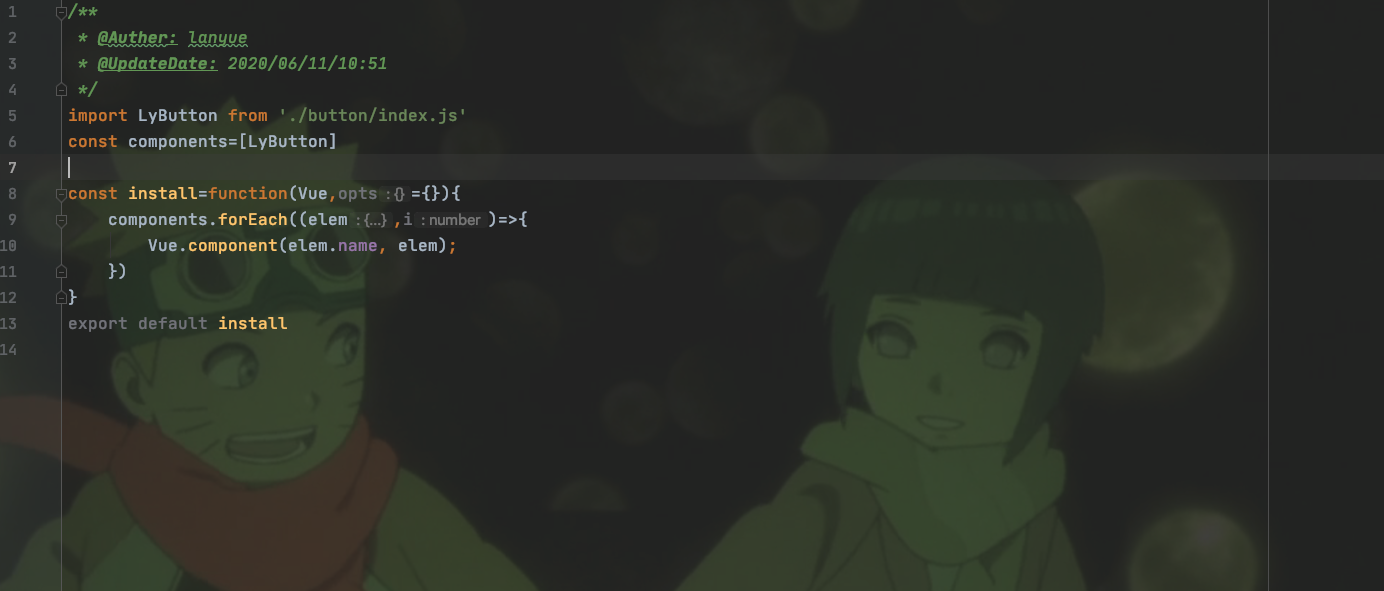 1 /**
2 * @Auther: lanyue
3 * @UpdateDate: 2020/06/11/10:51
4 */
5 import LyButton from './button/index.js'
6 const components=[LyButton]
7
8 const install=function(Vue,opts :{} ={}){
9 components.forEach((elem :{...} ,i : number )=>{
10 Vue.component(elem.name, elem);
11 })
12 }
13 export default install
14